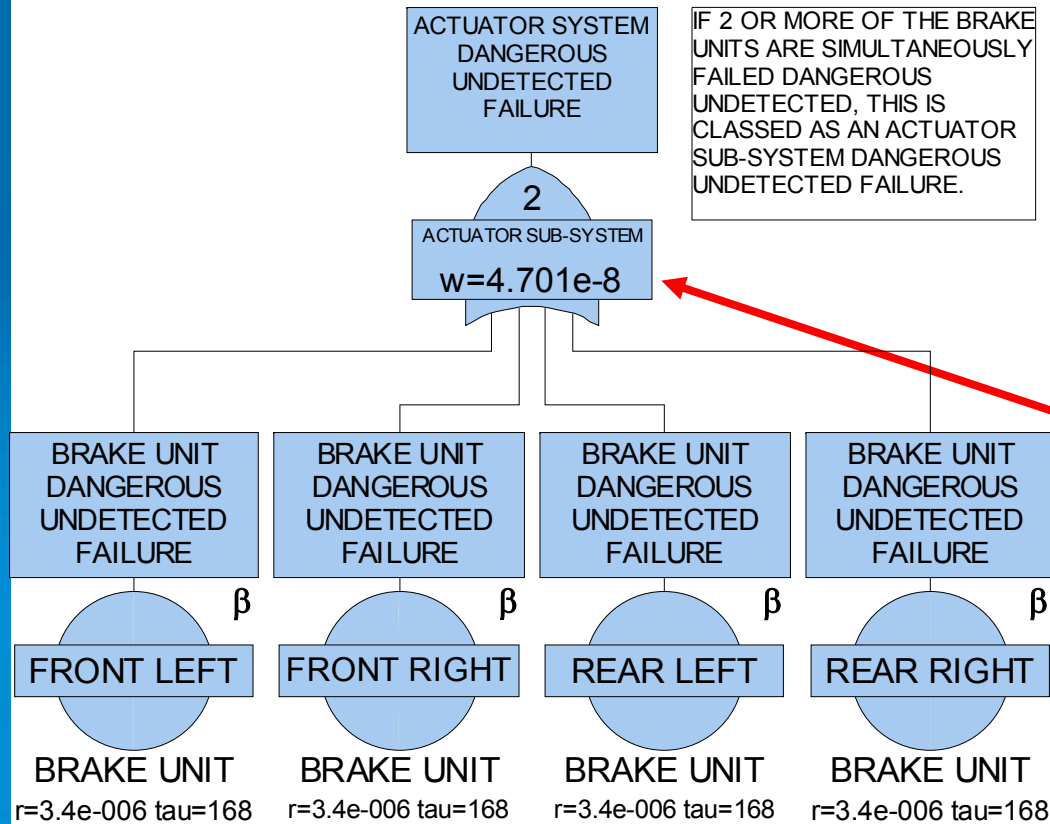 ACTUATOR SYSTEM
DANGEROUS
UNDETECTED
FAILURE
IF 2 OR MORE OF THE BRAKE
UNITS ARE SIMULTANEOUSLY
FAILED DANGEROUS
UNDETECTED, THIS IS
CLASSED AS AN ACTUATOR
SUB-SYSTEM DANGEROUS
UNDETECTED FAILURE.
2
ACTUATOR SUB-SYSTEM
w=4.701e-8
BRAKE UNIT
DANGEROUS
UNDETECTED
FAILURE
β
FRONT LEFT
BRAKE UNIT
r=3.4e-006 tau=168
BRAKE UNIT
DANGEROUS
UNDETECTED
FAILURE
β
FRONT RIGHT
BRAKE UNIT
r=3.4e-006 tau=168
BRAKE UNIT
DANGEROUS
UNDETECTED
FAILURE
β
REAR LEFT
BRAKE UNIT
r=3.4e-006 tau=168
BRAKE UNIT
DANGEROUS
UNDETECTED
FAILURE
β
REAR RIGHT
BRAKE UNIT
r=3.4e-006 tau=168